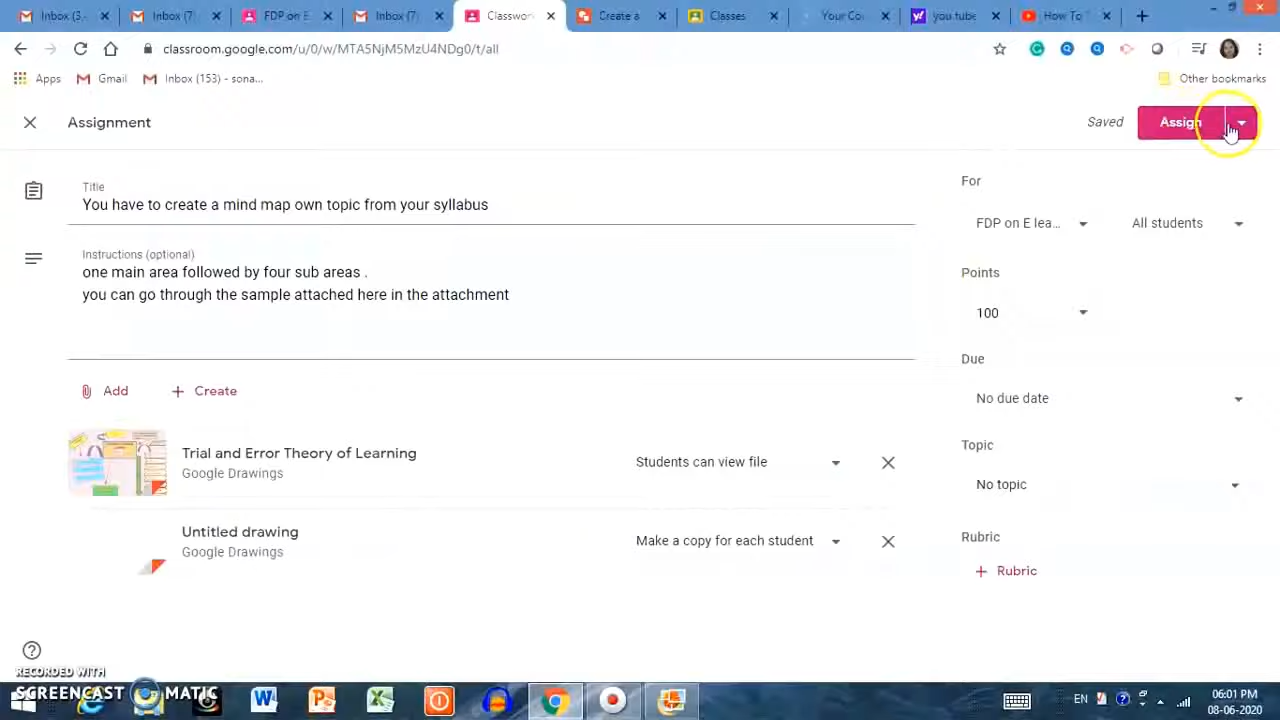 Inbox (3,
Inbox (7:
FDP on E
Inbox (7:
Classwor
Create a
Classes
Your Co
you tube
How To
classroom.google.com/u/0/w/MTA5NjM5MzU4NDg0/t/all
Apps
Gmail
Inbox (153) - sona...
Other bookmarks
Assignment
Saved
Assign
Title
You have to create a mind map own topic from your syllabus
Instructions (optional)
one main area followed by four sub areas .
you can go through the sample attached here in the attachment
Add
Create
Trial and Error Theory of Learning
Google Drawings
Students can view file
Untitled drawing
Google Drawings
Make a copy for each student
For
FDP on E lea...
All students
Points
100
Due
No due date
Topic
No topic
Rubric
Rubric
RECORDED WITH
SCREENCAST MATIC
EN
06:01 PM
08-06-2020